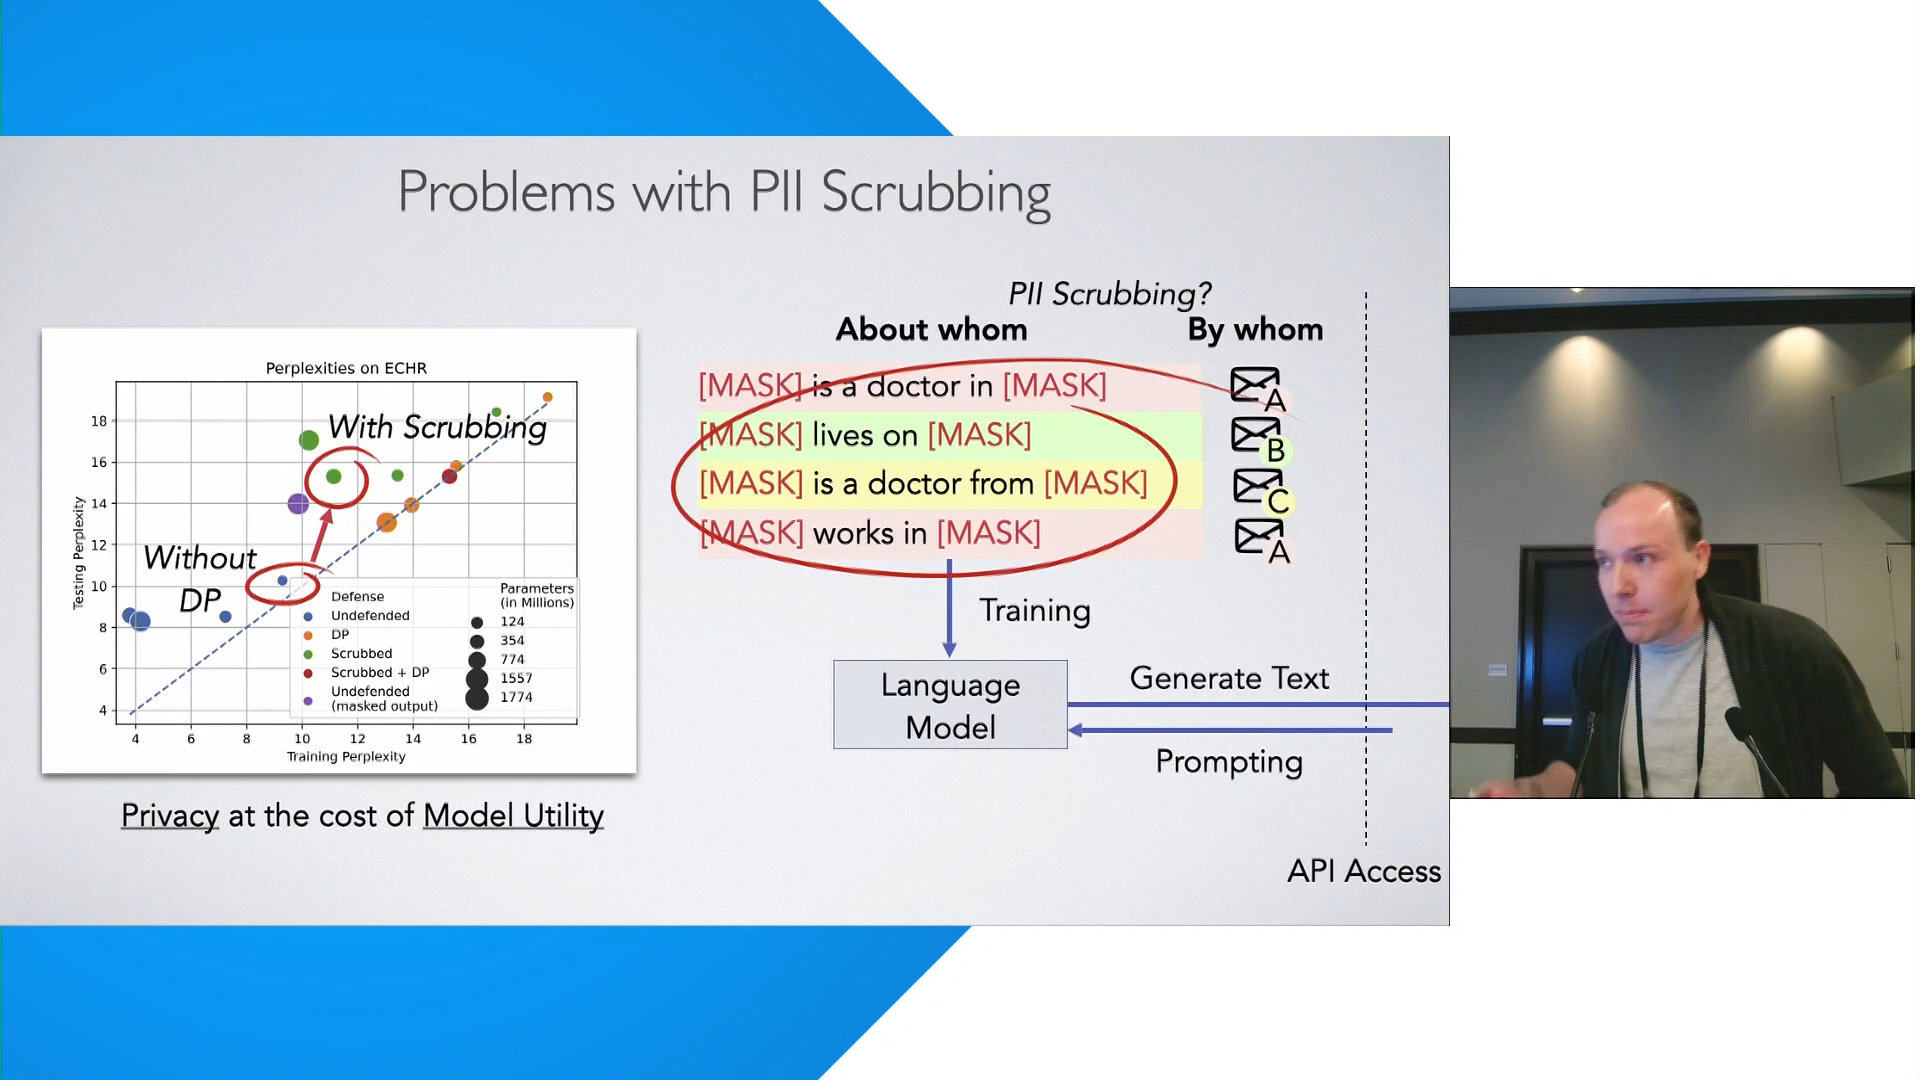 Problems with PII Scrubbing
PII Scrubbing?
About whom
By whom
[MASK] is a doctor in [MASK]
A
[MASK] lives on [MASK]
B
[MASK] is a doctor from [MASK]
C
[MASK] works in [MASK]
A
Training
Language
Model
Generate Text
Prompting
API Access
Perplexities on ECHR
With Scrubbing
Without
DP
Testing Perplexity
18
16
14
12
10
8
6
4
4
6
8
10
12
14
16
18
Training Perplexity
Defense
Undefended
DP
Scrubbed
Scrubbed + DP
Undefended
(masked output)
Parameters
(in Millions)
124
354
774
1557
1774
Privacy at the cost of Model Utility